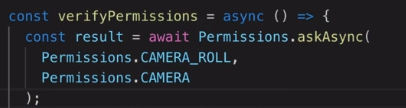 const verifyPermissions = async () => {
  const result = await Permissions.askAsync(
    Permissions.CAMERA_ROLL,
    Permissions.CAMERA
  );